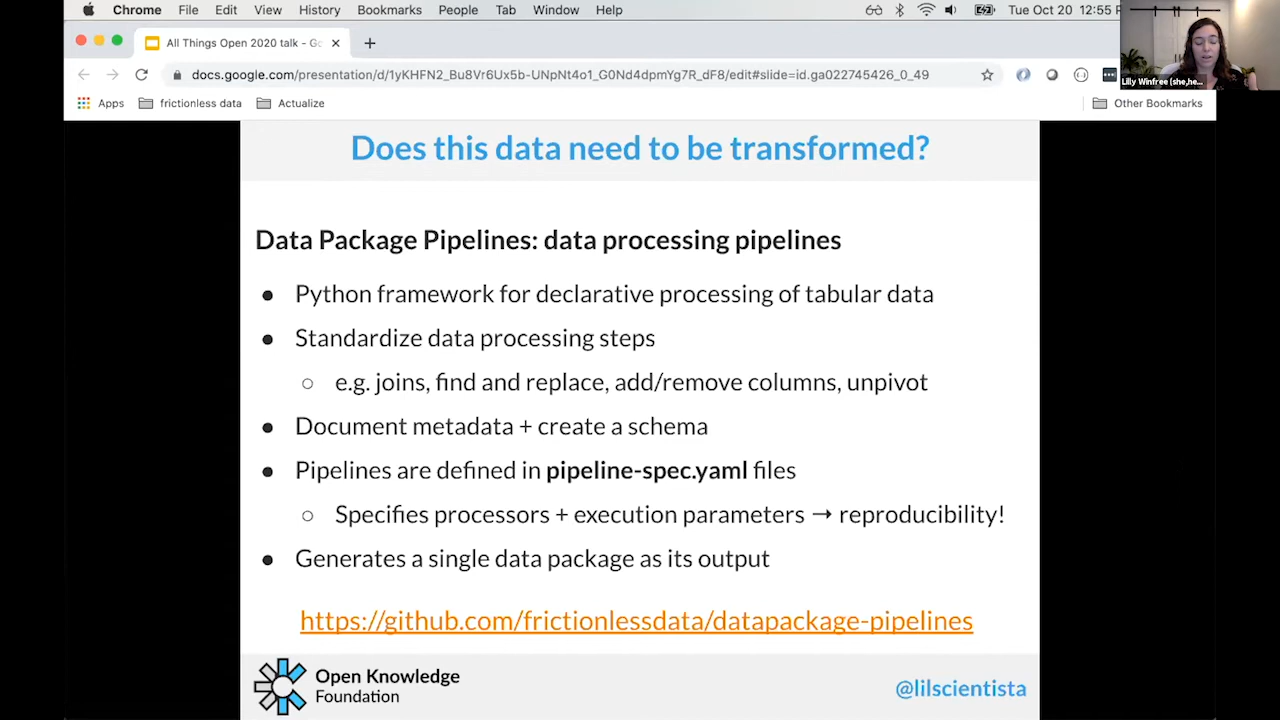 Chrome File Edit View History Bookmarks People Tab Window Help Tue Oct 20 12:55
All Things Open 2020 talk - Go
docs.google.com/presentation/d/1yKHFN2_Bu8Vr6Ux5b-UNpNt4o1_G0Nd4dpmYg7R_dF8/edit#slide=id.ga022745426_0_49
Lilly Winfree (she,he...
Apps frictionless data Actualize Other Bookmarks
Does this data need to be transformed?
Data Package Pipelines: data processing pipelines
● Python framework for declarative processing of tabular data
● Standardize data processing steps
○ e.g. joins, find and replace, add/remove columns, unpivot
● Document metadata + create a schema
● Pipelines are defined in pipeline-spec.yaml files
○ Specifies processors + execution parameters → reproducibility!
● Generates a single data package as its output
https://github.com/frictionlessdata/datapackage-pipelines
Open Knowledge
Foundation
@lilscientista